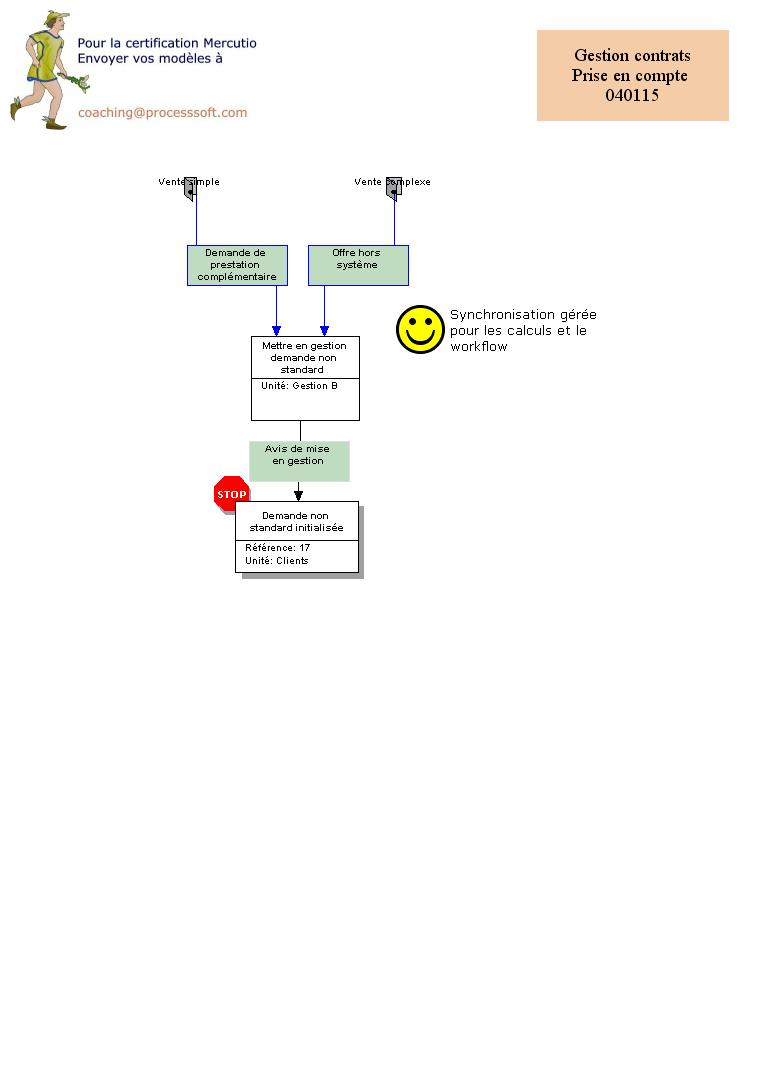 Pour la certification Mercutio
Envoyer vos modèles à
coaching@processsoft.com
Gestion contrats
Prise en compte
040115
Vente simple
Vente complexe
Demande de
prestation
complémentaire
Offre hors
système
Synchronisation gérée
pour les calculs et le
workflow
Mettre en gestion
demande non
standard
Unité: Gestion B
Avis de mise
en gestion
STOP
Demande non
standard initialisée
Référence: 17
Unité: Clients